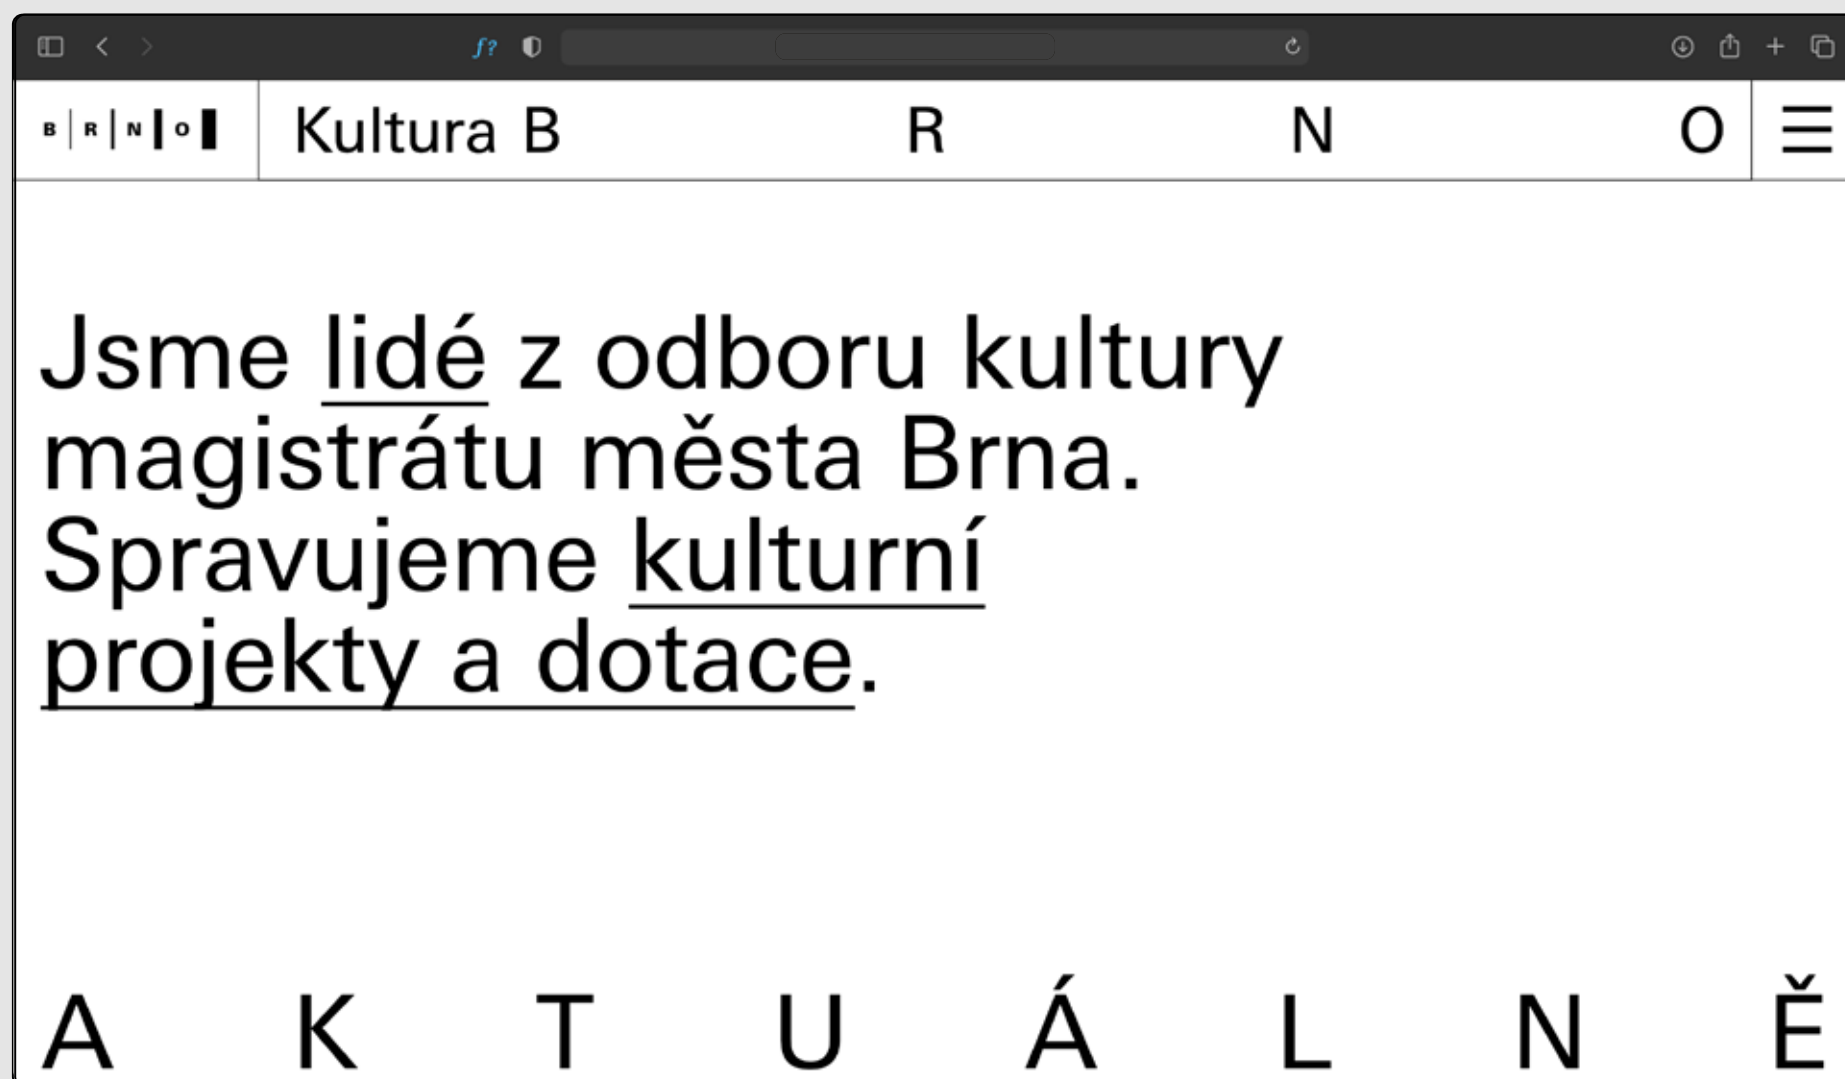 f?
B R N O
Kultura B R N O
Jsme lidé z odboru kultury
magistrátu města Brna.
Spravujeme kulturní
projekty a dotace.
A K T U Á L N Ě